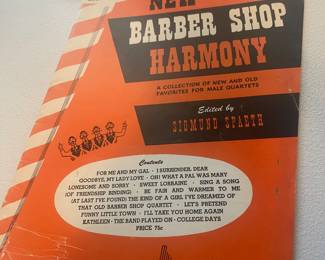 NEW
BARBER SHOP
HARMONY
A COLLECTION OF NEW AND OLD
FAVORITES FOR MALE QUARTETS
Edited by
SIGMUND SPAETH
Contents
FOR ME AND MY GAL · I SURRENDER, DEAR
GOODBYE, MY LADY LOVE · OH! WHAT A PAL WAS MARY
LONESOME AND SORRY · SWEET LORRAINE · SING A SONG
(OF FRIENDSHIP BINDING) · BE FAIR AND WARMER TO ME
(AT LAST I'VE FOUND) THE KIND OF A GIRL I'VE DREAMED OF
THAT OLD BARBER SHOP QUARTET · LET'S PRETEND
FUNNY LITTLE TOWN · I'LL TAKE YOU HOME AGAIN
KATHLEEN · THE BAND PLAYED ON · COLLEGE DAYS
PRICE 75c